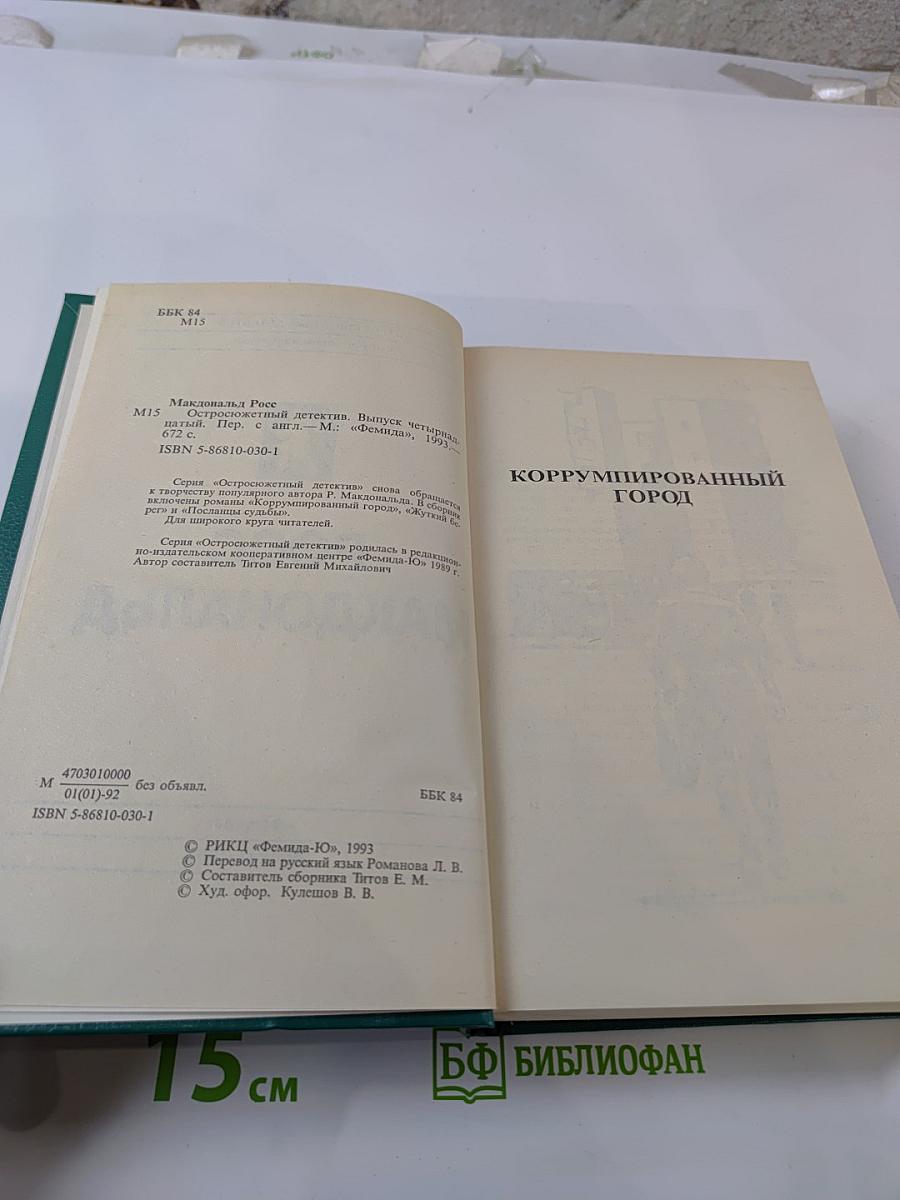 ББК 84
М15
Макдональд Росс
М15 Остросюжетный детектив. Выпуск четырнад-
цатый. Пер. с англ.— М.: «Фемида», 1993.—
672 с.
ISBN 5-86810-030-1
Серия «Остросюжетный детектив» снова обращается
к творчеству популярного автора Р. Макдональда. В сборник
включены романы «Коррумпированный город», «Жуткий бе-
рег» и «Посланцы судьбы».
Для широкого круга читателей.
Серия «Остросюжетный детектив» родилась в редакцион-
но-издательском кооперативном центре «Фемида-Ю» 1989 г.
Автор составитель Титов Евгений Михайлович
М 4703010000 без объявл.
01(01)-92
ББК 84
ISBN 5-86810-030-1
© РИКЦ «Фемида-Ю», 1993
© Перевод на русский язык Романова Л. В.
© Составитель сборника Титов Е. М.
© Худ. офор. Кулешов В. В.
КОРРУМПИРОВАННЫЙ
ГОРОД
15 см
БФ БИБЛИОФАН